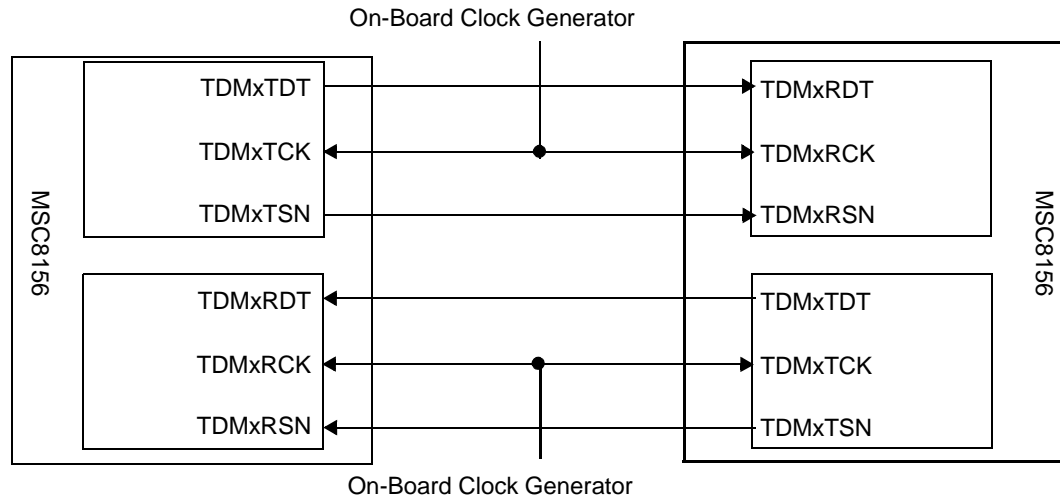 On-Board Clock Generator
MSC8156
TDMxTDT
TDMxTCK
TDMxTSN
TDMxRDT
TDMxRCK
TDMxRSN
TDMxRDT
TDMxRCK
TDMxRSN
TDMxTDT
TDMxTCK
TDMxTSN
MSC8156
On-Board Clock Generator